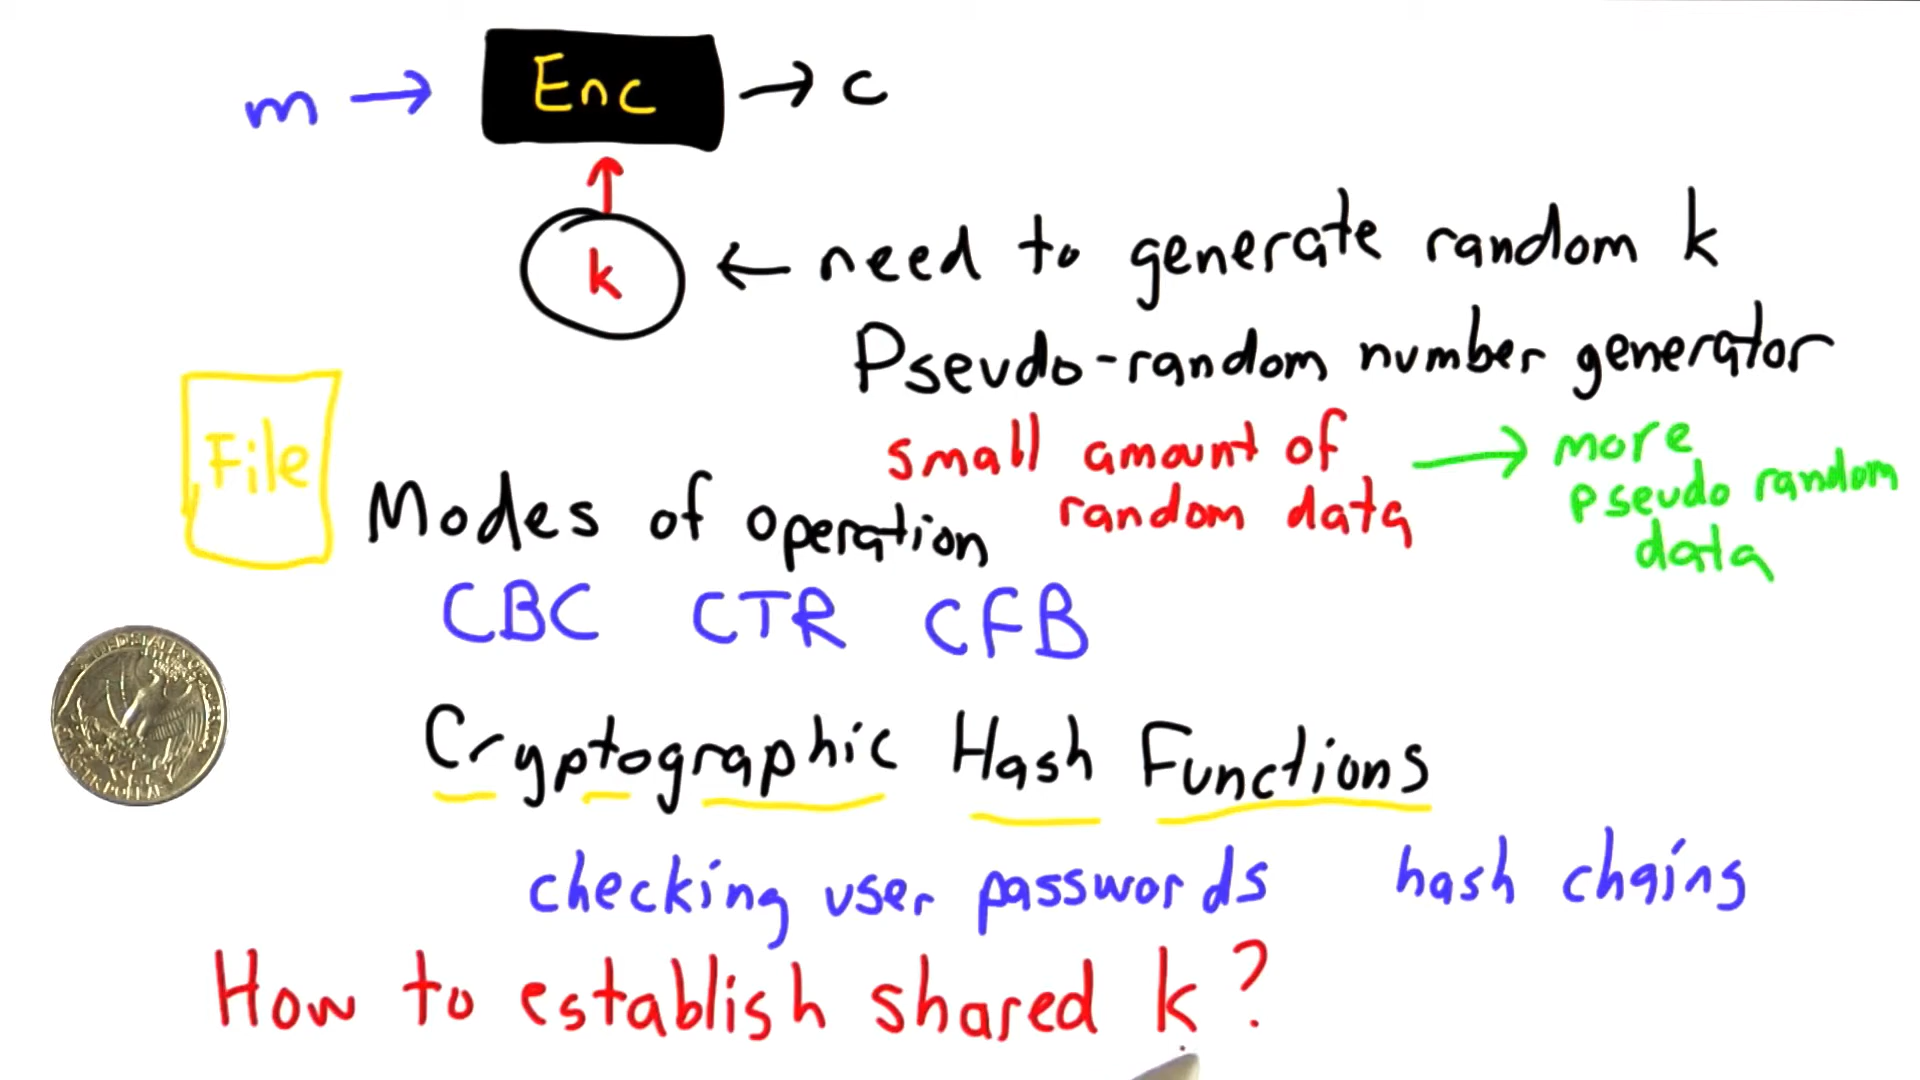 m → Enc → c
k ← need to generate random k
Pseudo-random number generator
small amount of random data → more pseudo random data
File
Modes of operation
CBC CTR CFB
Cryptographic Hash Functions
checking user passwords hash chains
How to establish shared k?